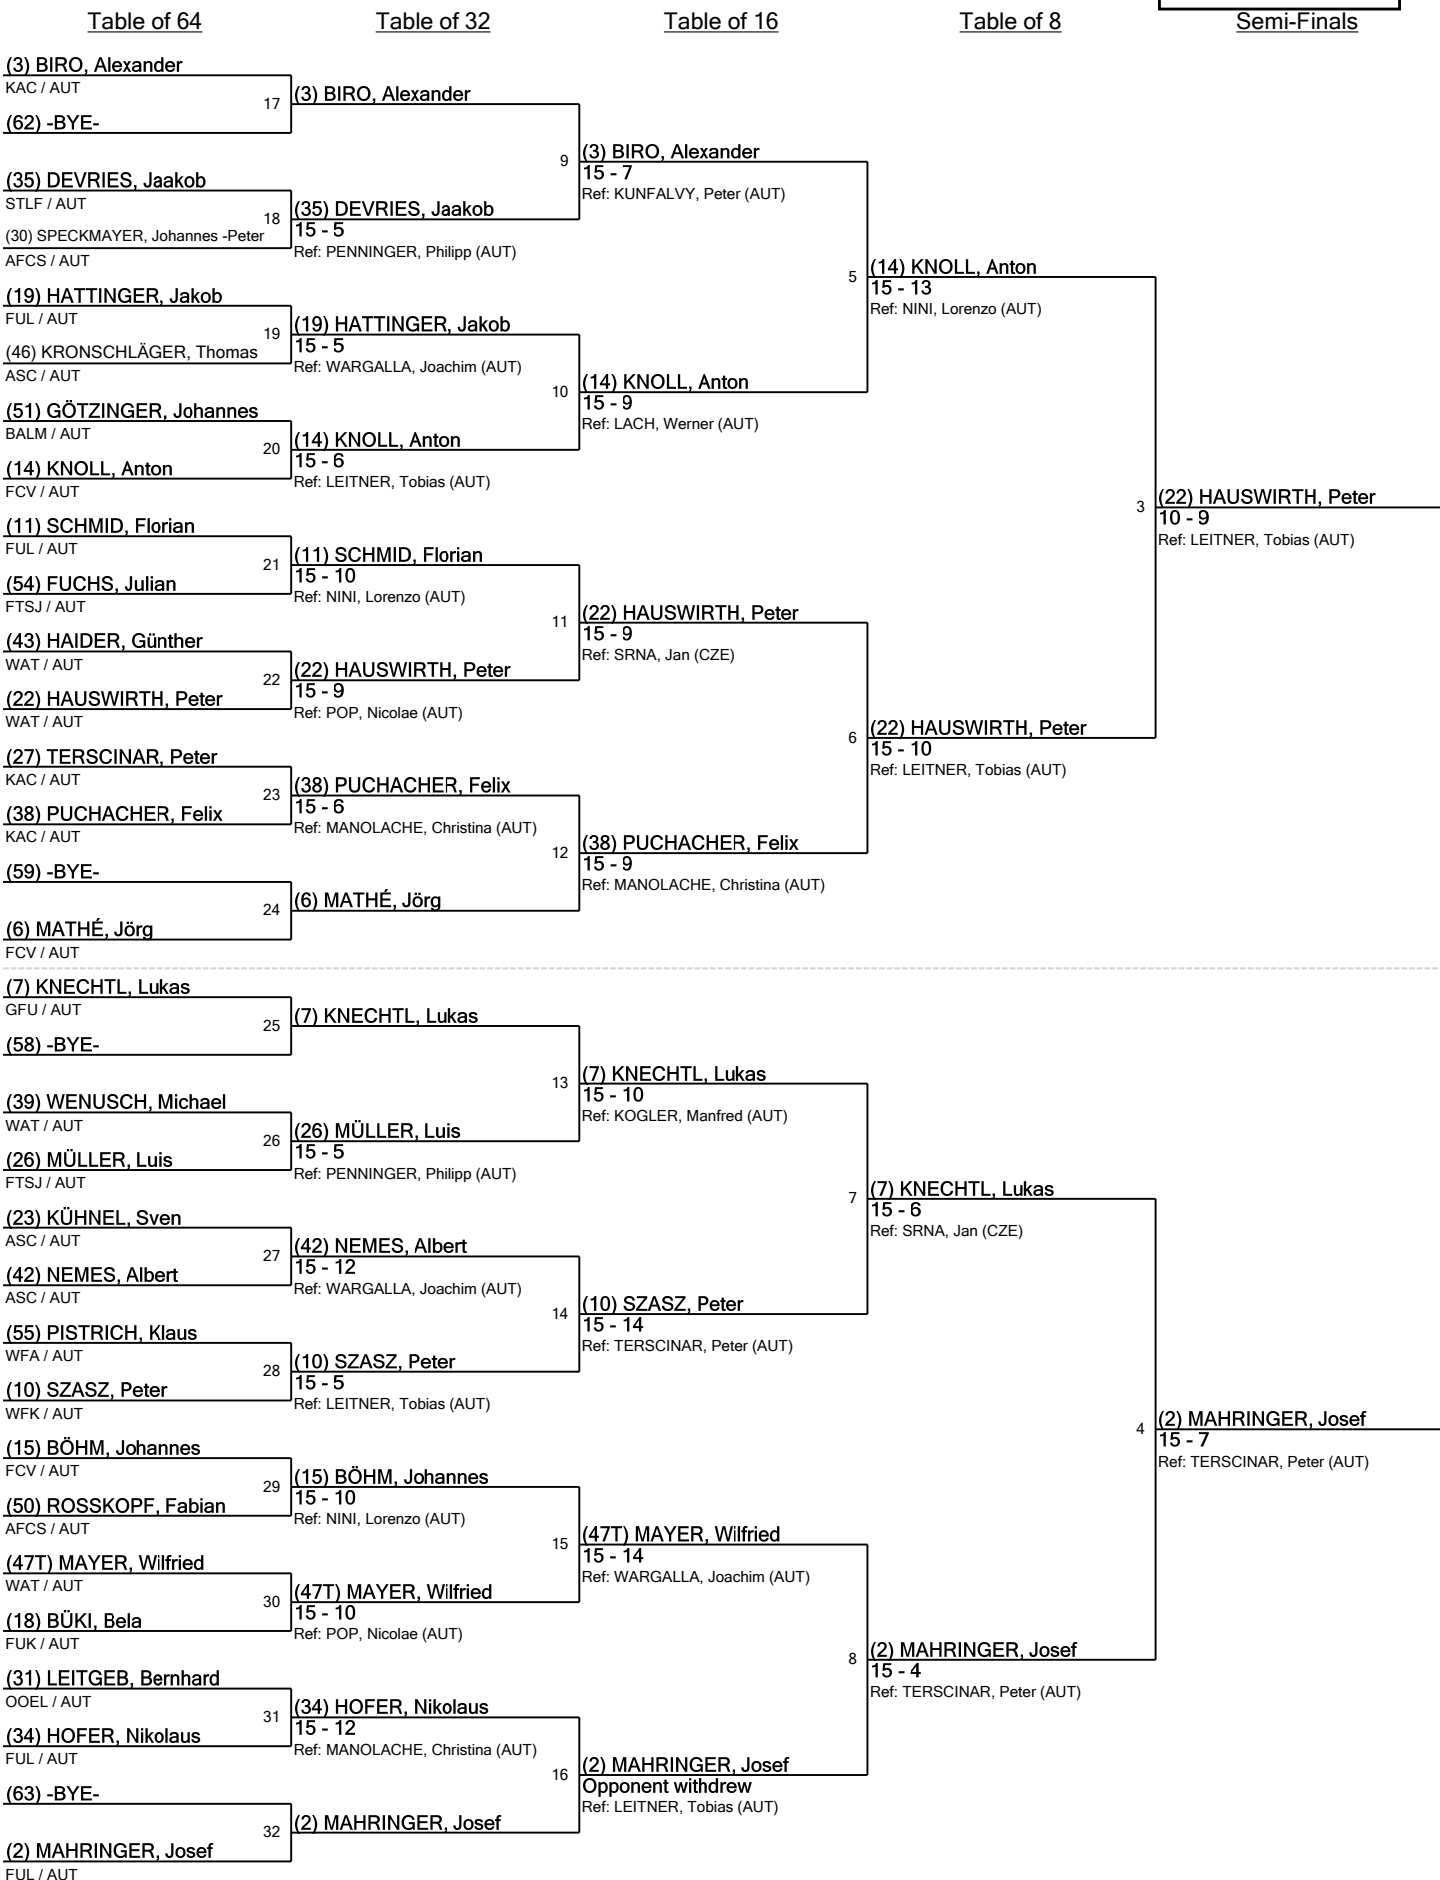 Table of 64
Table of 32
Table of 16
Table of 8
Semi-Finals
(3) BIRO, Alexander
KAC / AUT
17
(62) -BYE-
(35) DEVRIES, Jaakob
STLF / AUT
18
(30) SPECKMAYER, Johannes -Peter
AFCS / AUT
(19) HATTINGER, Jakob
FUL / AUT
19
(46) KRONSCHLÄGER, Thomas
ASC / AUT
(51) GÖTZINGER, Johannes
BALM / AUT
20
(14) KNOLL, Anton
FCV / AUT
(11) SCHMID, Florian
FUL / AUT
21
(54) FUCHS, Julian
FTSJ / AUT
(43) HAIDER, Günther
WAT / AUT
22
(22) HAUSWIRTH, Peter
WAT / AUT
(27) TERSCINAR, Peter
KAC / AUT
23
(38) PUCHACHER, Felix
KAC / AUT
(59) -BYE-
24
(6) MATHÉ, Jörg
FCV / AUT
(7) KNECHTL, Lukas
GFU / AUT
25
(58) -BYE-
(39) WENUSCH, Michael
WAT / AUT
26
(26) MÜLLER, Luis
FTSJ / AUT
(23) KÜHNEL, Sven
ASC / AUT
27
(42) NEMES, Albert
ASC / AUT
(55) PISTRICH, Klaus
WFA / AUT
28
(10) SZASZ, Peter
WFK / AUT
(15) BÖHM, Johannes
FCV / AUT
29
(50) ROSSKOPF, Fabian
AFCS / AUT
(47T) MAYER, Wilfried
WAT / AUT
30
(18) BÜKI, Bela
FUK / AUT
(31) LEITGEB, Bernhard
OOEL / AUT
31
(34) HOFER, Nikolaus
FUL / AUT
(63) -BYE-
32
(2) MAHRINGER, Josef
FUL / AUT
(3) BIRO, Alexander
9
(35) DEVRIES, Jaakob
15 - 5
Ref: PENNINGER, Philipp (AUT)
(19) HATTINGER, Jakob
15 - 5
Ref: WARGALLA, Joachim (AUT)
10
(14) KNOLL, Anton
15 - 6
Ref: LEITNER, Tobias (AUT)
(11) SCHMID, Florian
15 - 10
Ref: NINI, Lorenzo (AUT)
11
(22) HAUSWIRTH, Peter
15 - 9
Ref: POP, Nicolae (AUT)
(38) PUCHACHER, Felix
15 - 6
Ref: MANOLACHE, Christina (AUT)
12
(6) MATHÉ, Jörg
(7) KNECHTL, Lukas
13
(26) MÜLLER, Luis
15 - 5
Ref: PENNINGER, Philipp (AUT)
(42) NEMES, Albert
15 - 12
Ref: WARGALLA, Joachim (AUT)
14
(10) SZASZ, Peter
15 - 5
Ref: LEITNER, Tobias (AUT)
(15) BÖHM, Johannes
15 - 10
Ref: NINI, Lorenzo (AUT)
15
(47T) MAYER, Wilfried
15 - 10
Ref: POP, Nicolae (AUT)
(34) HOFER, Nikolaus
15 - 12
Ref: MANOLACHE, Christina (AUT)
16
(2) MAHRINGER, Josef
(3) BIRO, Alexander
15 - 7
Ref: KUNFALVY, Peter (AUT)
5
(14) KNOLL, Anton
15 - 9
Ref: LACH, Werner (AUT)
(22) HAUSWIRTH, Peter
15 - 9
Ref: SRNA, Jan (CZE)
6
(38) PUCHACHER, Felix
15 - 9
Ref: MANOLACHE, Christina (AUT)
(7) KNECHTL, Lukas
15 - 10
Ref: KOGLER, Manfred (AUT)
7
(10) SZASZ, Peter
15 - 14
Ref: TERSCINAR, Peter (AUT)
(47T) MAYER, Wilfried
15 - 14
Ref: WARGALLA, Joachim (AUT)
8
(2) MAHRINGER, Josef
Opponent withdrew
Ref: LEITNER, Tobias (AUT)
(14) KNOLL, Anton
15 - 13
Ref: NINI, Lorenzo (AUT)
3
(22) HAUSWIRTH, Peter
15 - 10
Ref: LEITNER, Tobias (AUT)
(7) KNECHTL, Lukas
15 - 6
Ref: SRNA, Jan (CZE)
4
(2) MAHRINGER, Josef
15 - 4
Ref: TERSCINAR, Peter (AUT)
(22) HAUSWIRTH, Peter
10 - 9
Ref: LEITNER, Tobias (AUT)
(2) MAHRINGER, Josef
15 - 7
Ref: TERSCINAR, Peter (AUT)